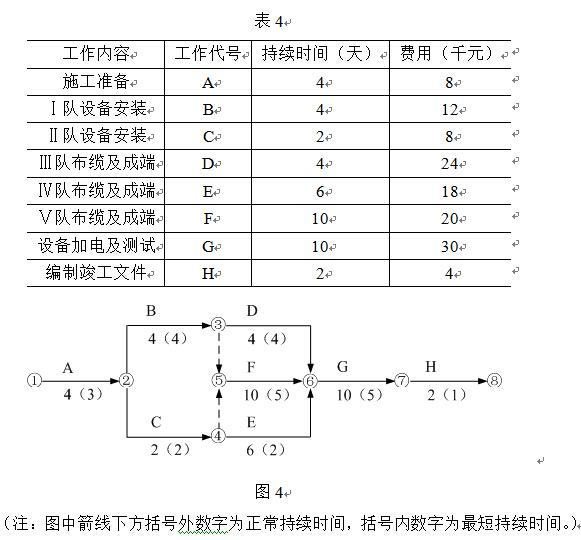 表 4
工作内容 工作代号 持续时间（天） 费用（千元）
施工准备 A 4 8
Ⅰ队设备安装 B 4 12
Ⅱ队设备安装 C 2 8
Ⅲ队布缆及成端 D 4 24
Ⅳ队布缆及成端 E 6 18
Ⅴ队布缆及成端 F 10 20
设备加电及测试 G 10 30
编制竣工文件 H 2 4
B ③ D
4（4） 4（4）
A F G H
① ② ⑤ ⑥ ⑦ ⑧
4（3） 10（5） 10（5） 2（1）
C ④ E
2（2） 6（2）
图 4
（注：图中箭线下方括号外数字为正常持续时间，括号内数字为最短持续时间。）